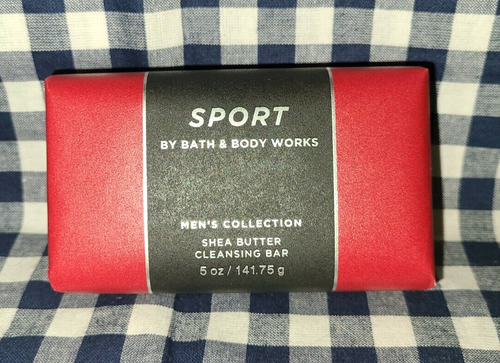 SPORT
BY BATH & BODY WORKS
MEN'S COLLECTION
SHEA BUTTER
CLEANSING BAR
5 oz / 141.75 g